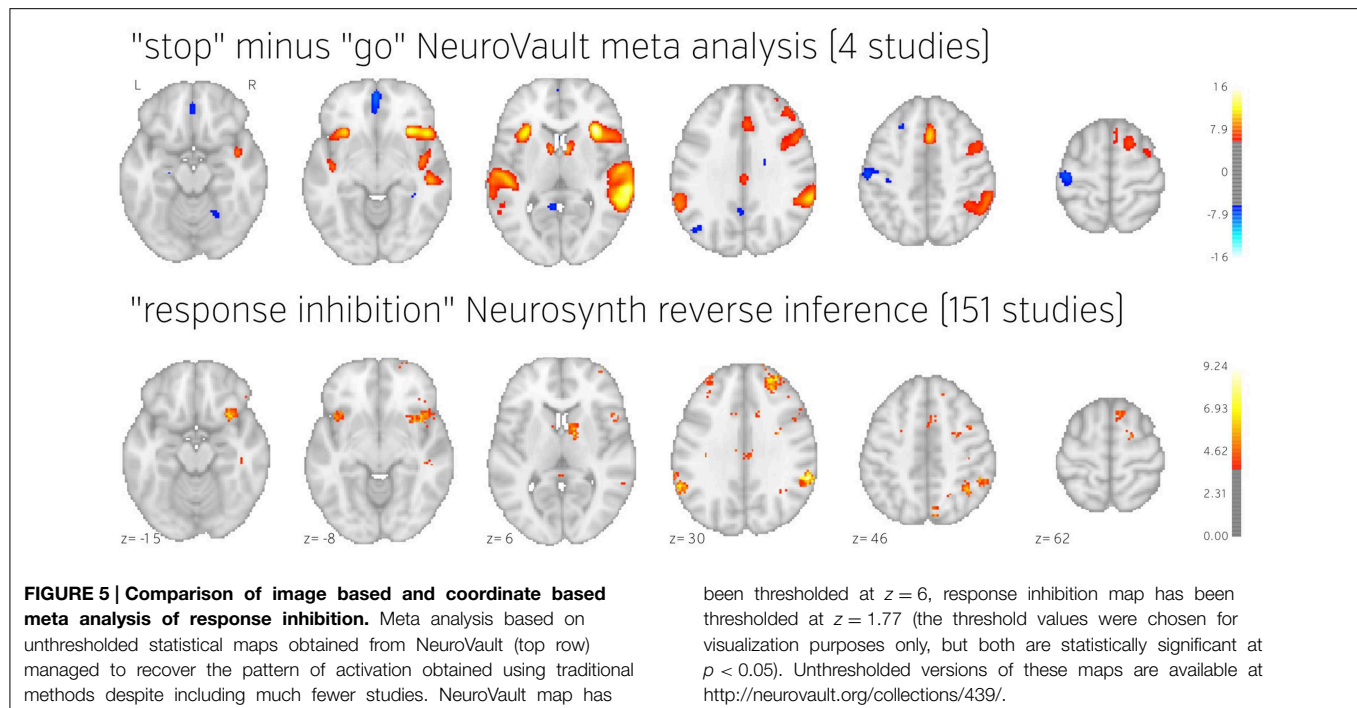 "stop" minus "go" NeuroVault meta analysis (4 studies)
L R
16
7.9
0
-7.9
-16
"response inhibition" Neurosynth reverse inference (151 studies)
9.24
6.93
4.62
2.31
0.00
z= -15 z= -8 z= 6 z= 30 z= 46 z= 62
FIGURE 5 | Comparison of image based and coordinate based
meta analysis of response inhibition. Meta analysis based on
unthresholded statistical maps obtained from NeuroVault (top row)
managed to recover the pattern of activation obtained using traditional
methods despite including much fewer studies. NeuroVault map has
been thresholded at z = 6, response inhibition map has been
thresholded at z = 1.77 (the threshold values were chosen for
visualization purposes only, but both are statistically significant at
p < 0.05). Unthresholded versions of these maps are available at
http://neurovault.org/collections/439/.